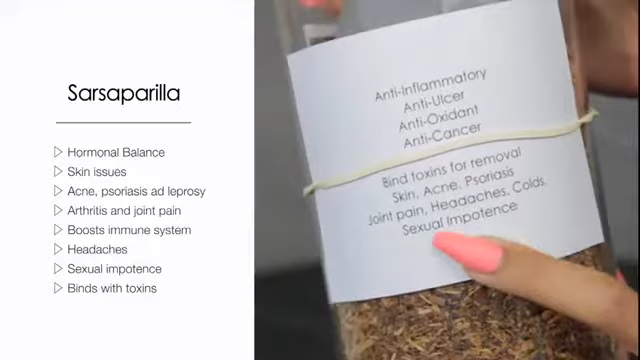 Sarsaparilla
Hormonal Balance
Skin issues
Acne, psoriasis ad leprosy
Arthritis and joint pain
Boosts immune system
Headaches
Sexual impotence
Binds with toxins
Anti-Inflammatory
Anti-Ulcer
Anti-Oxidant
Anti-Cancer
Bind toxins for removal
Skin, Acne, Psoriasis
Joint pain, Headaches, Colds,
Sexual Impotence